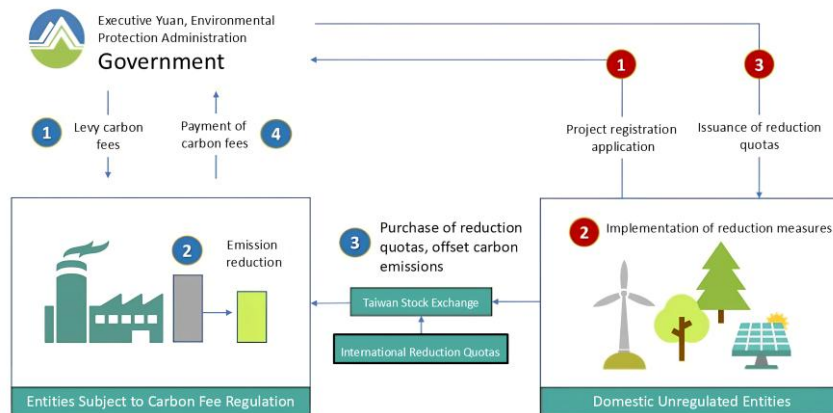 Executive Yuan, Environmental
Protection Administration
Government
1
3
1
Levy carbon
fees
Payment of
carbon fees
4
Project registration
application
Issuance of reduction
quotas
2
Emission
reduction
3
Purchase of reduction
quotas, offset carbon
emissions
2
Implementation of reduction measures
Taiwan Stock Exchange
International Reduction Quotas
Entities Subject to Carbon Fee Regulation
Domestic Unregulated Entities